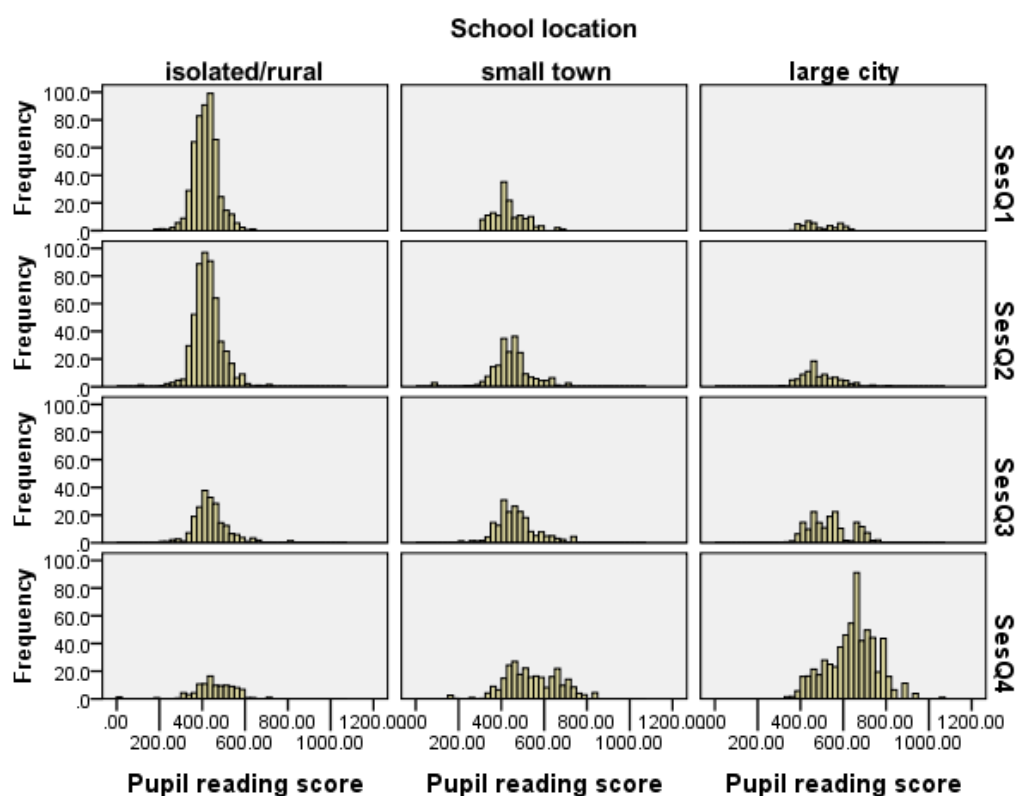 School location
isolated/rural small town large city
Frequency 100.0 80.0 60.0 40.0 20.0 .0 SesQ1
Frequency 100.0 80.0 60.0 40.0 20.0 .0 SesQ2
Frequency 100.0 80.0 60.0 40.0 20.0 .0 SesQ3
Frequency 100.0 80.0 60.0 40.0 20.0 .0 SesQ4
.00 400.00 800.00 1200.00 400.00 800.00 1200.00 400.00 800.00 1200.00
200.00 600.00 1000.00 200.00 600.00 1000.00 200.00 600.00 1000.00
Pupil reading score Pupil reading score Pupil reading score